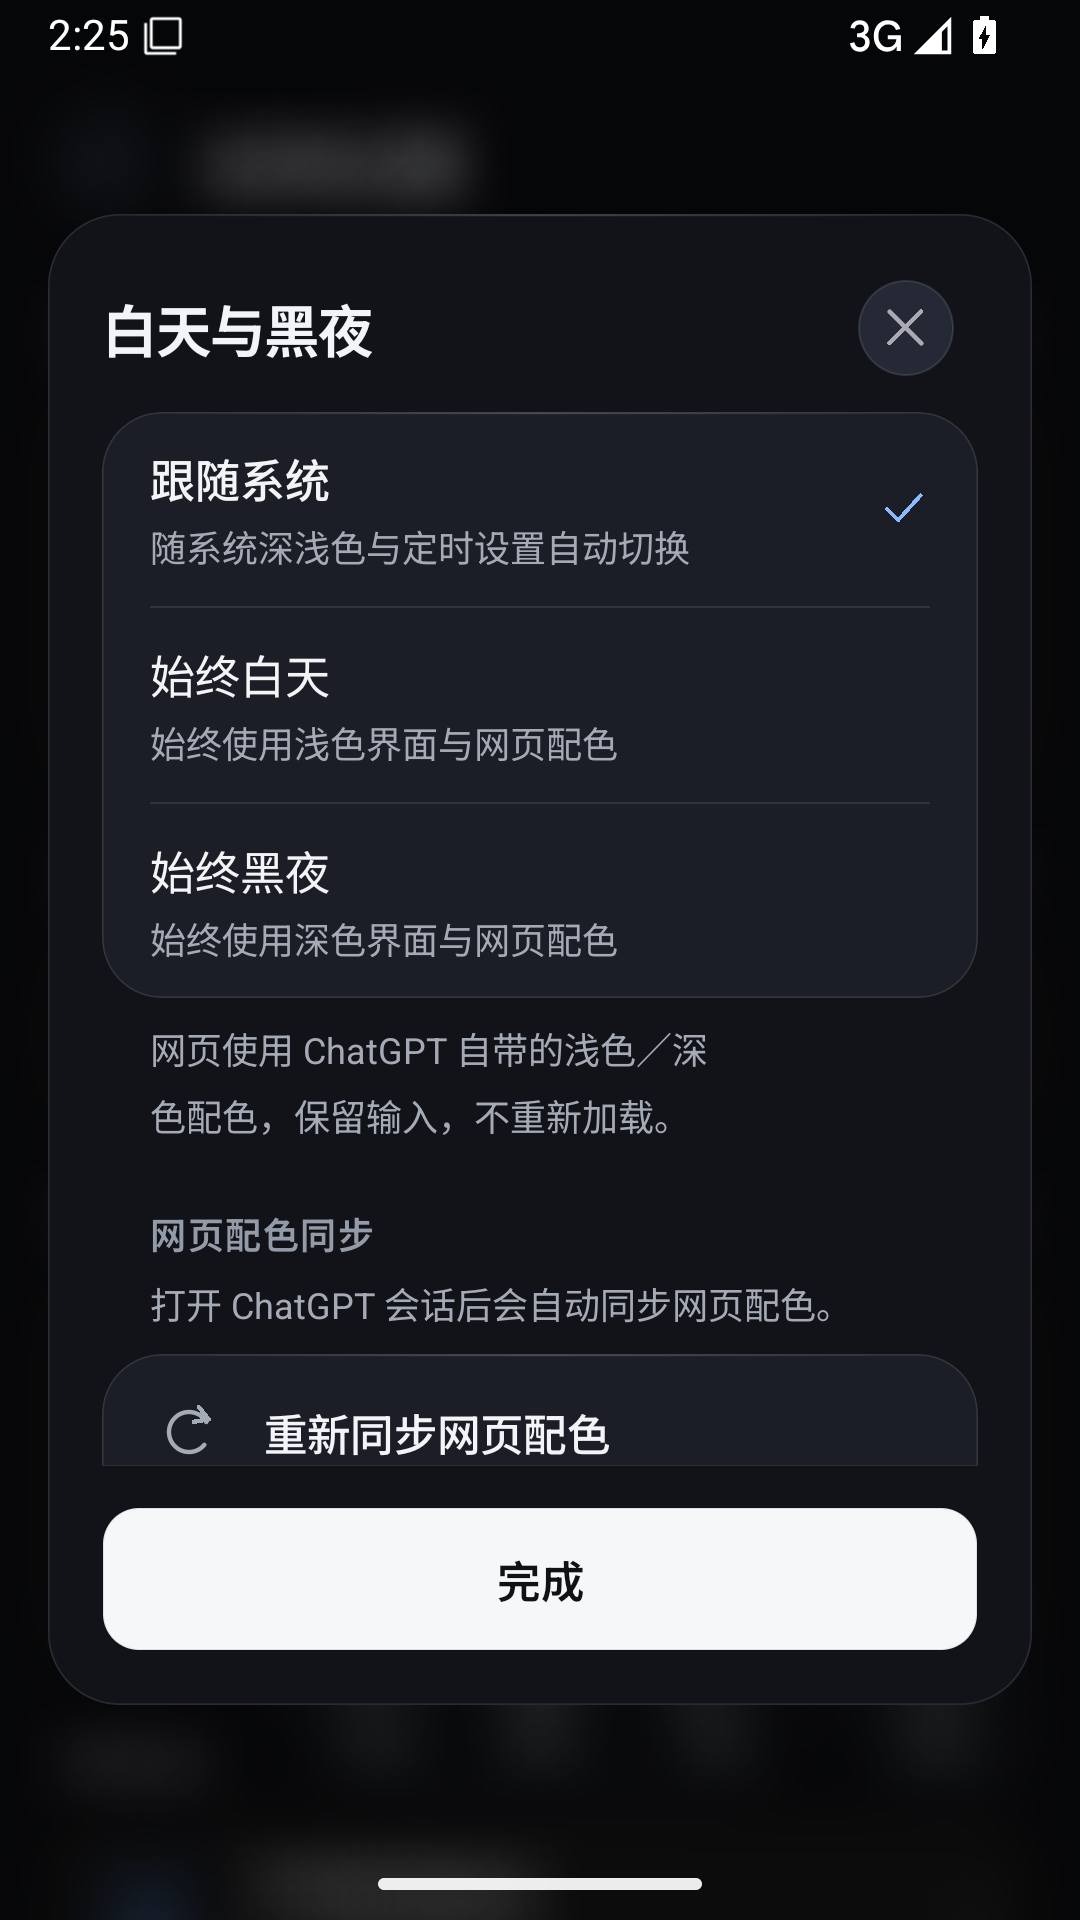 2:25
3G
白天与黑夜
跟随系统
随系统深浅色与定时设置自动切换
始终白天
始终使用浅色界面与网页配色
始终黑夜
始终使用深色界面与网页配色
网页使用 ChatGPT 自带的浅色／深
色配色，保留输入，不重新加载。
网页配色同步
打开 ChatGPT 会话后会自动同步网页配色。
重新同步网页配色
完成